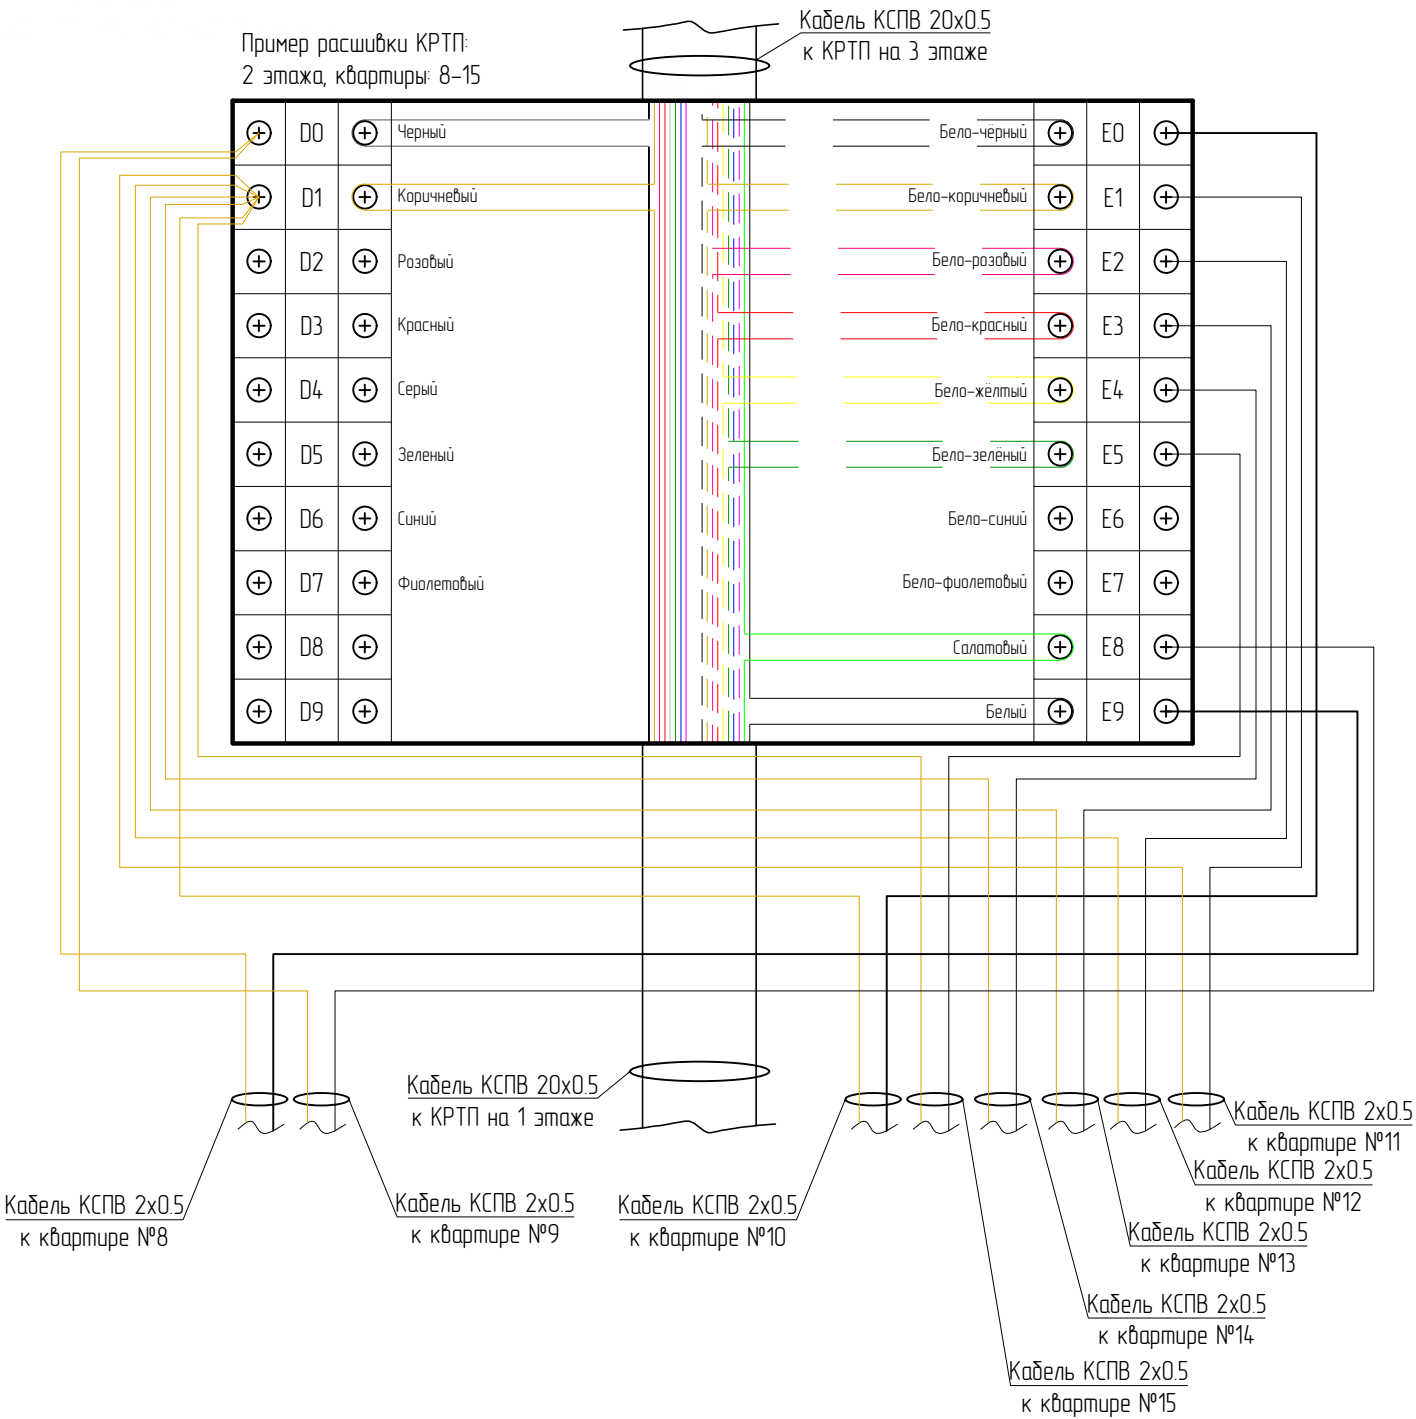 Кабель КСПВ 20х0.5
к КРТП на 3 этаже
Пример расшивки КРТП:
2 этажа, квартиры: 8-15
D0 Черный Бело-чёрный E0
D1 Коричневый Бело-коричневый E1
D2 Розовый Бело-розовый E2
D3 Красный Бело-красный E3
D4 Серый Бело-жёлтый E4
D5 Зеленый Бело-зелёный E5
D6 Синий Бело-синий E6
D7 Фиолетовый Бело-фиолетовый E7
D8 Салатовый E8
D9 Белый E9
Кабель КСПВ 20х0.5
к КРТП на 1 этаже
Кабель КСПВ 2х0.5
к квартире №8
Кабель КСПВ 2х0.5
к квартире №9
Кабель КСПВ 2х0.5
к квартире №10
Кабель КСПВ 2х0.5
к квартире №11
Кабель КСПВ 2х0.5
к квартире №12
Кабель КСПВ 2х0.5
к квартире №13
Кабель КСПВ 2х0.5
к квартире №14
Кабель КСПВ 2х0.5
к квартире №15